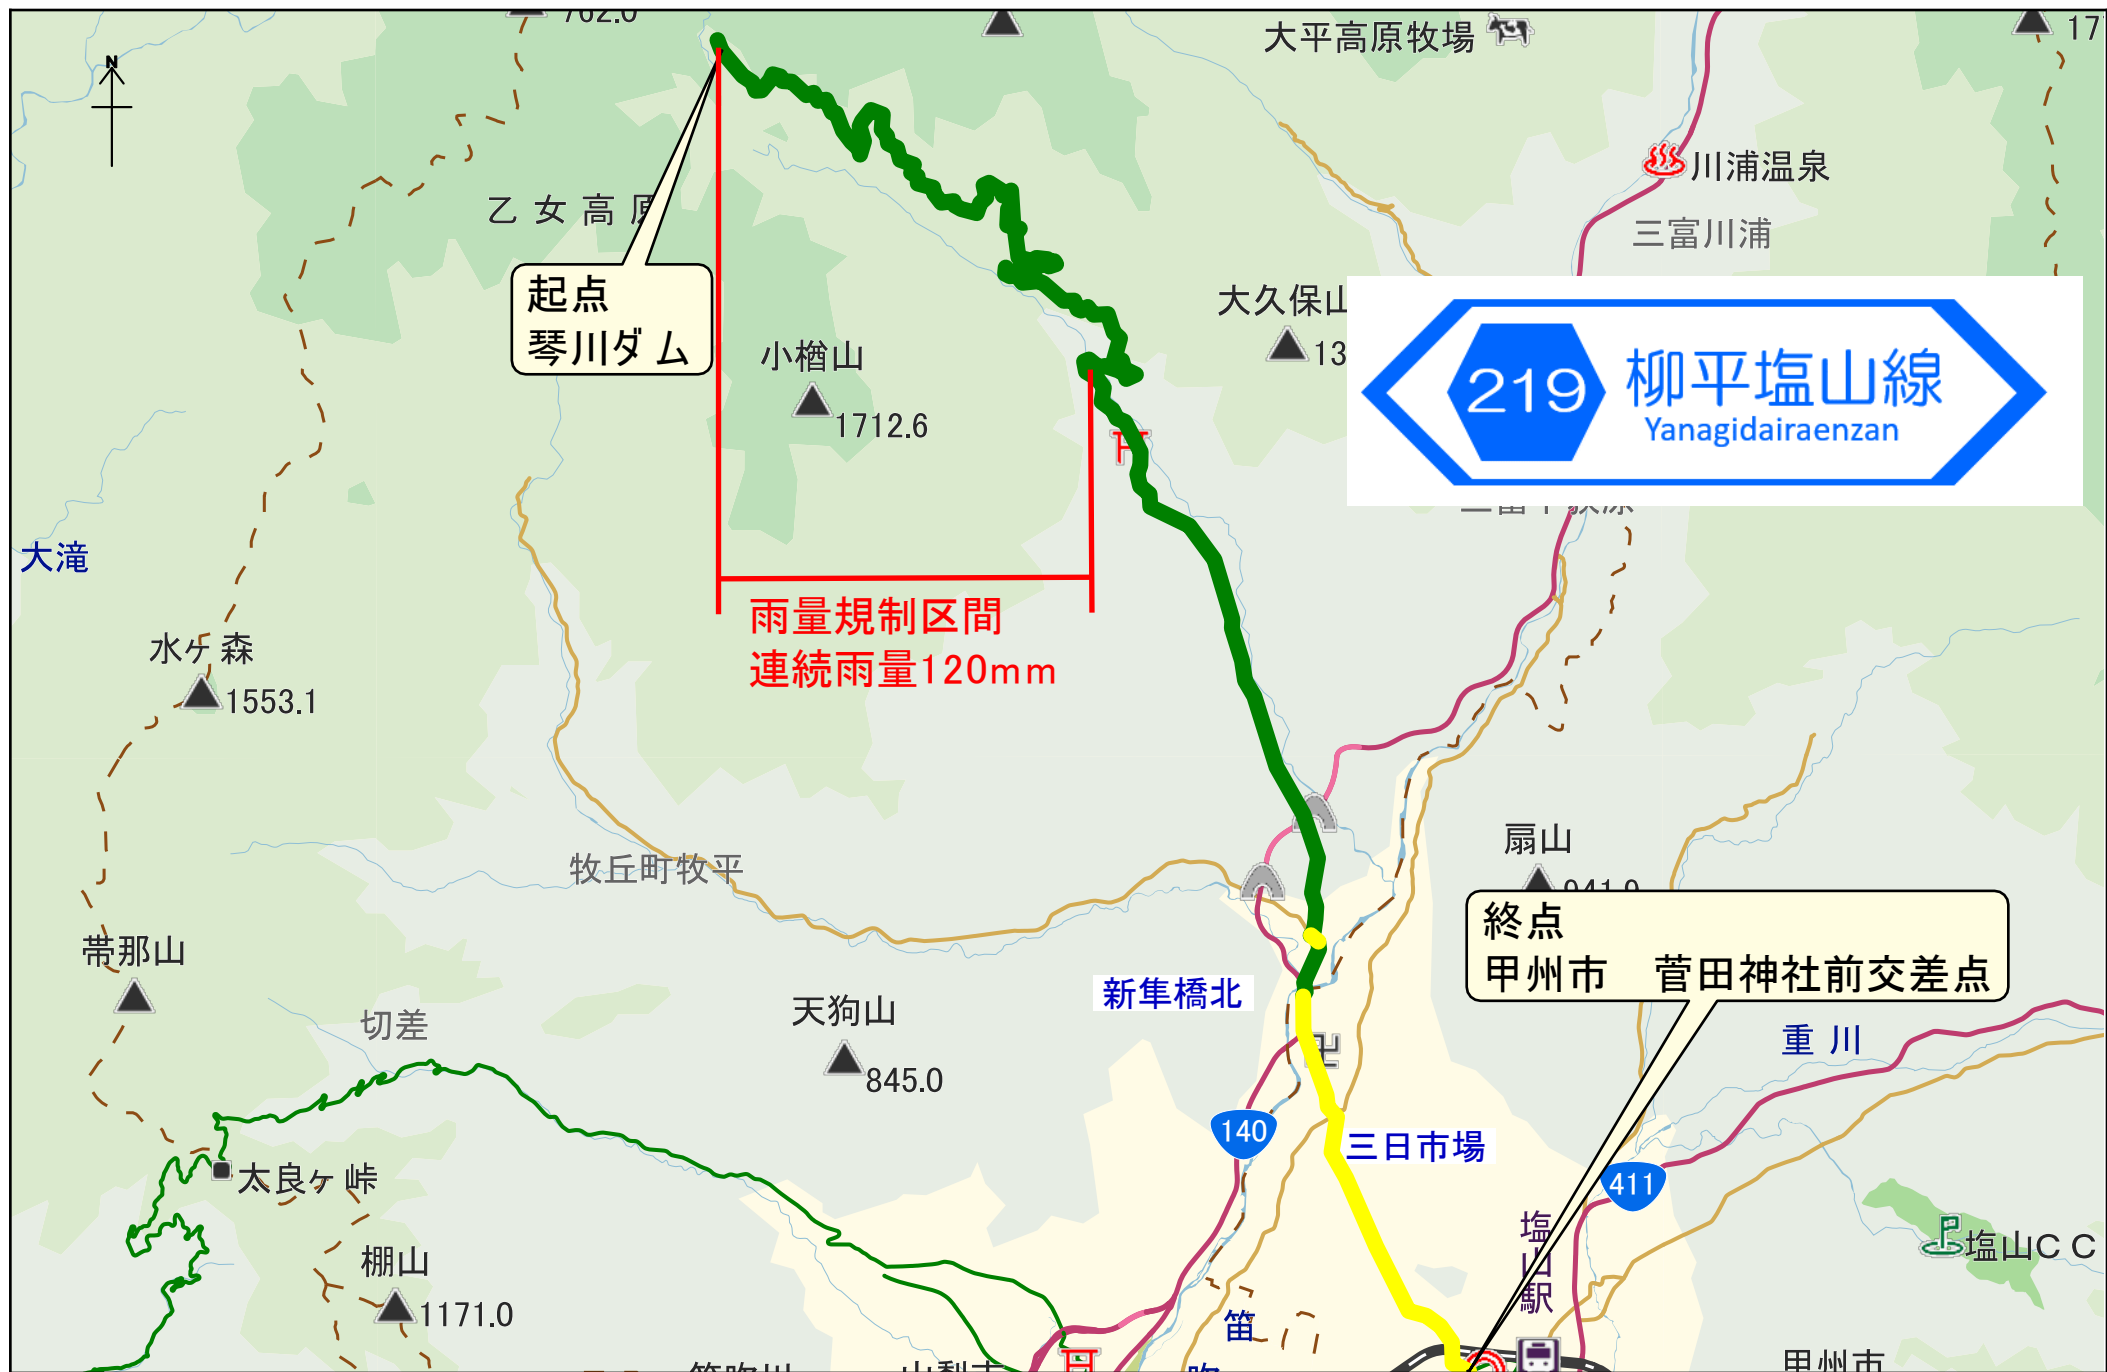 762.0
大平高原牧場
N
川浦温泉
三富川浦
乙女高原
起点
琴川ダム
小楢山
1712.6
大久保山
13
219
柳平塩山線
Yanagidairaenzan
大滝
雨量規制区間
連続雨量120mm
水ヶ森
1553.1
牧丘町牧平
扇山
941.0
終点
甲州市　菅田神社前交差点
帯那山
新隼橋北
切差
天狗山
845.0
重川
140
三日市場
411
太良ヶ峠
塩山駅
塩山CC
棚山
1171.0
笛
甲州市